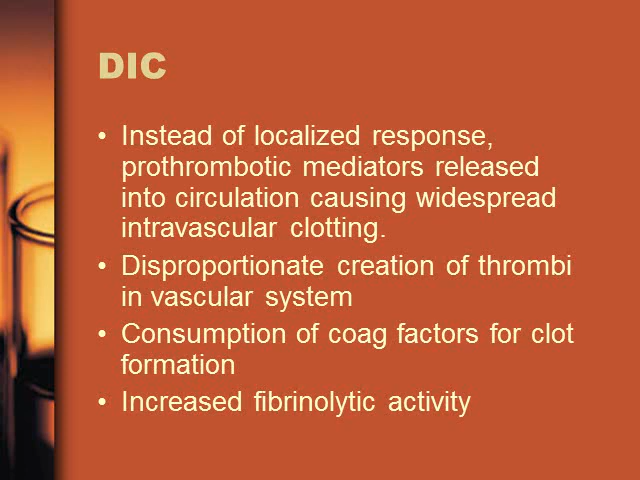 DIC
• Instead of localized response,
prothrombotic mediators released
into circulation causing widespread
intravascular clotting.
• Disproportionate creation of thrombi
in vascular system
• Consumption of coag factors for clot
formation
• Increased fibrinolytic activity